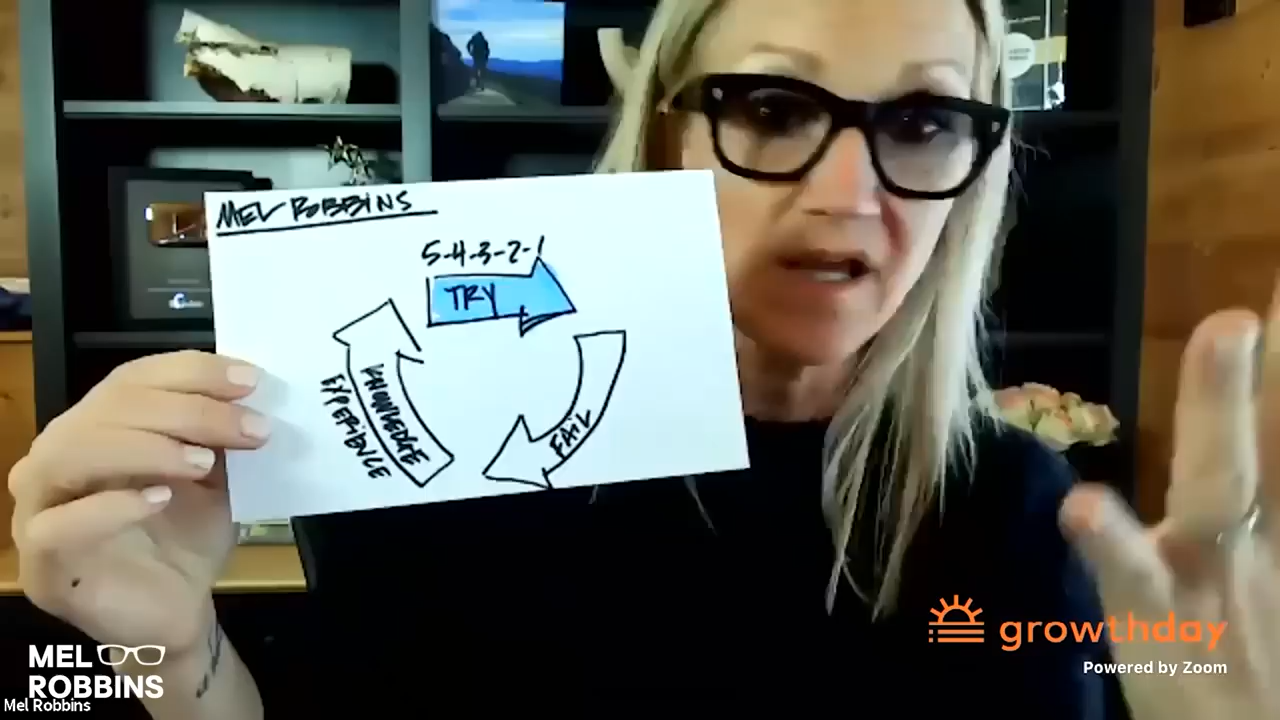 MEL ROBBINS
5-4-3-2-1
TRY
KNOWLEDGE
EXPERIENCE
FAIL
growthday
Powered by Zoom
MEL
ROBBINS
Mel Robbins